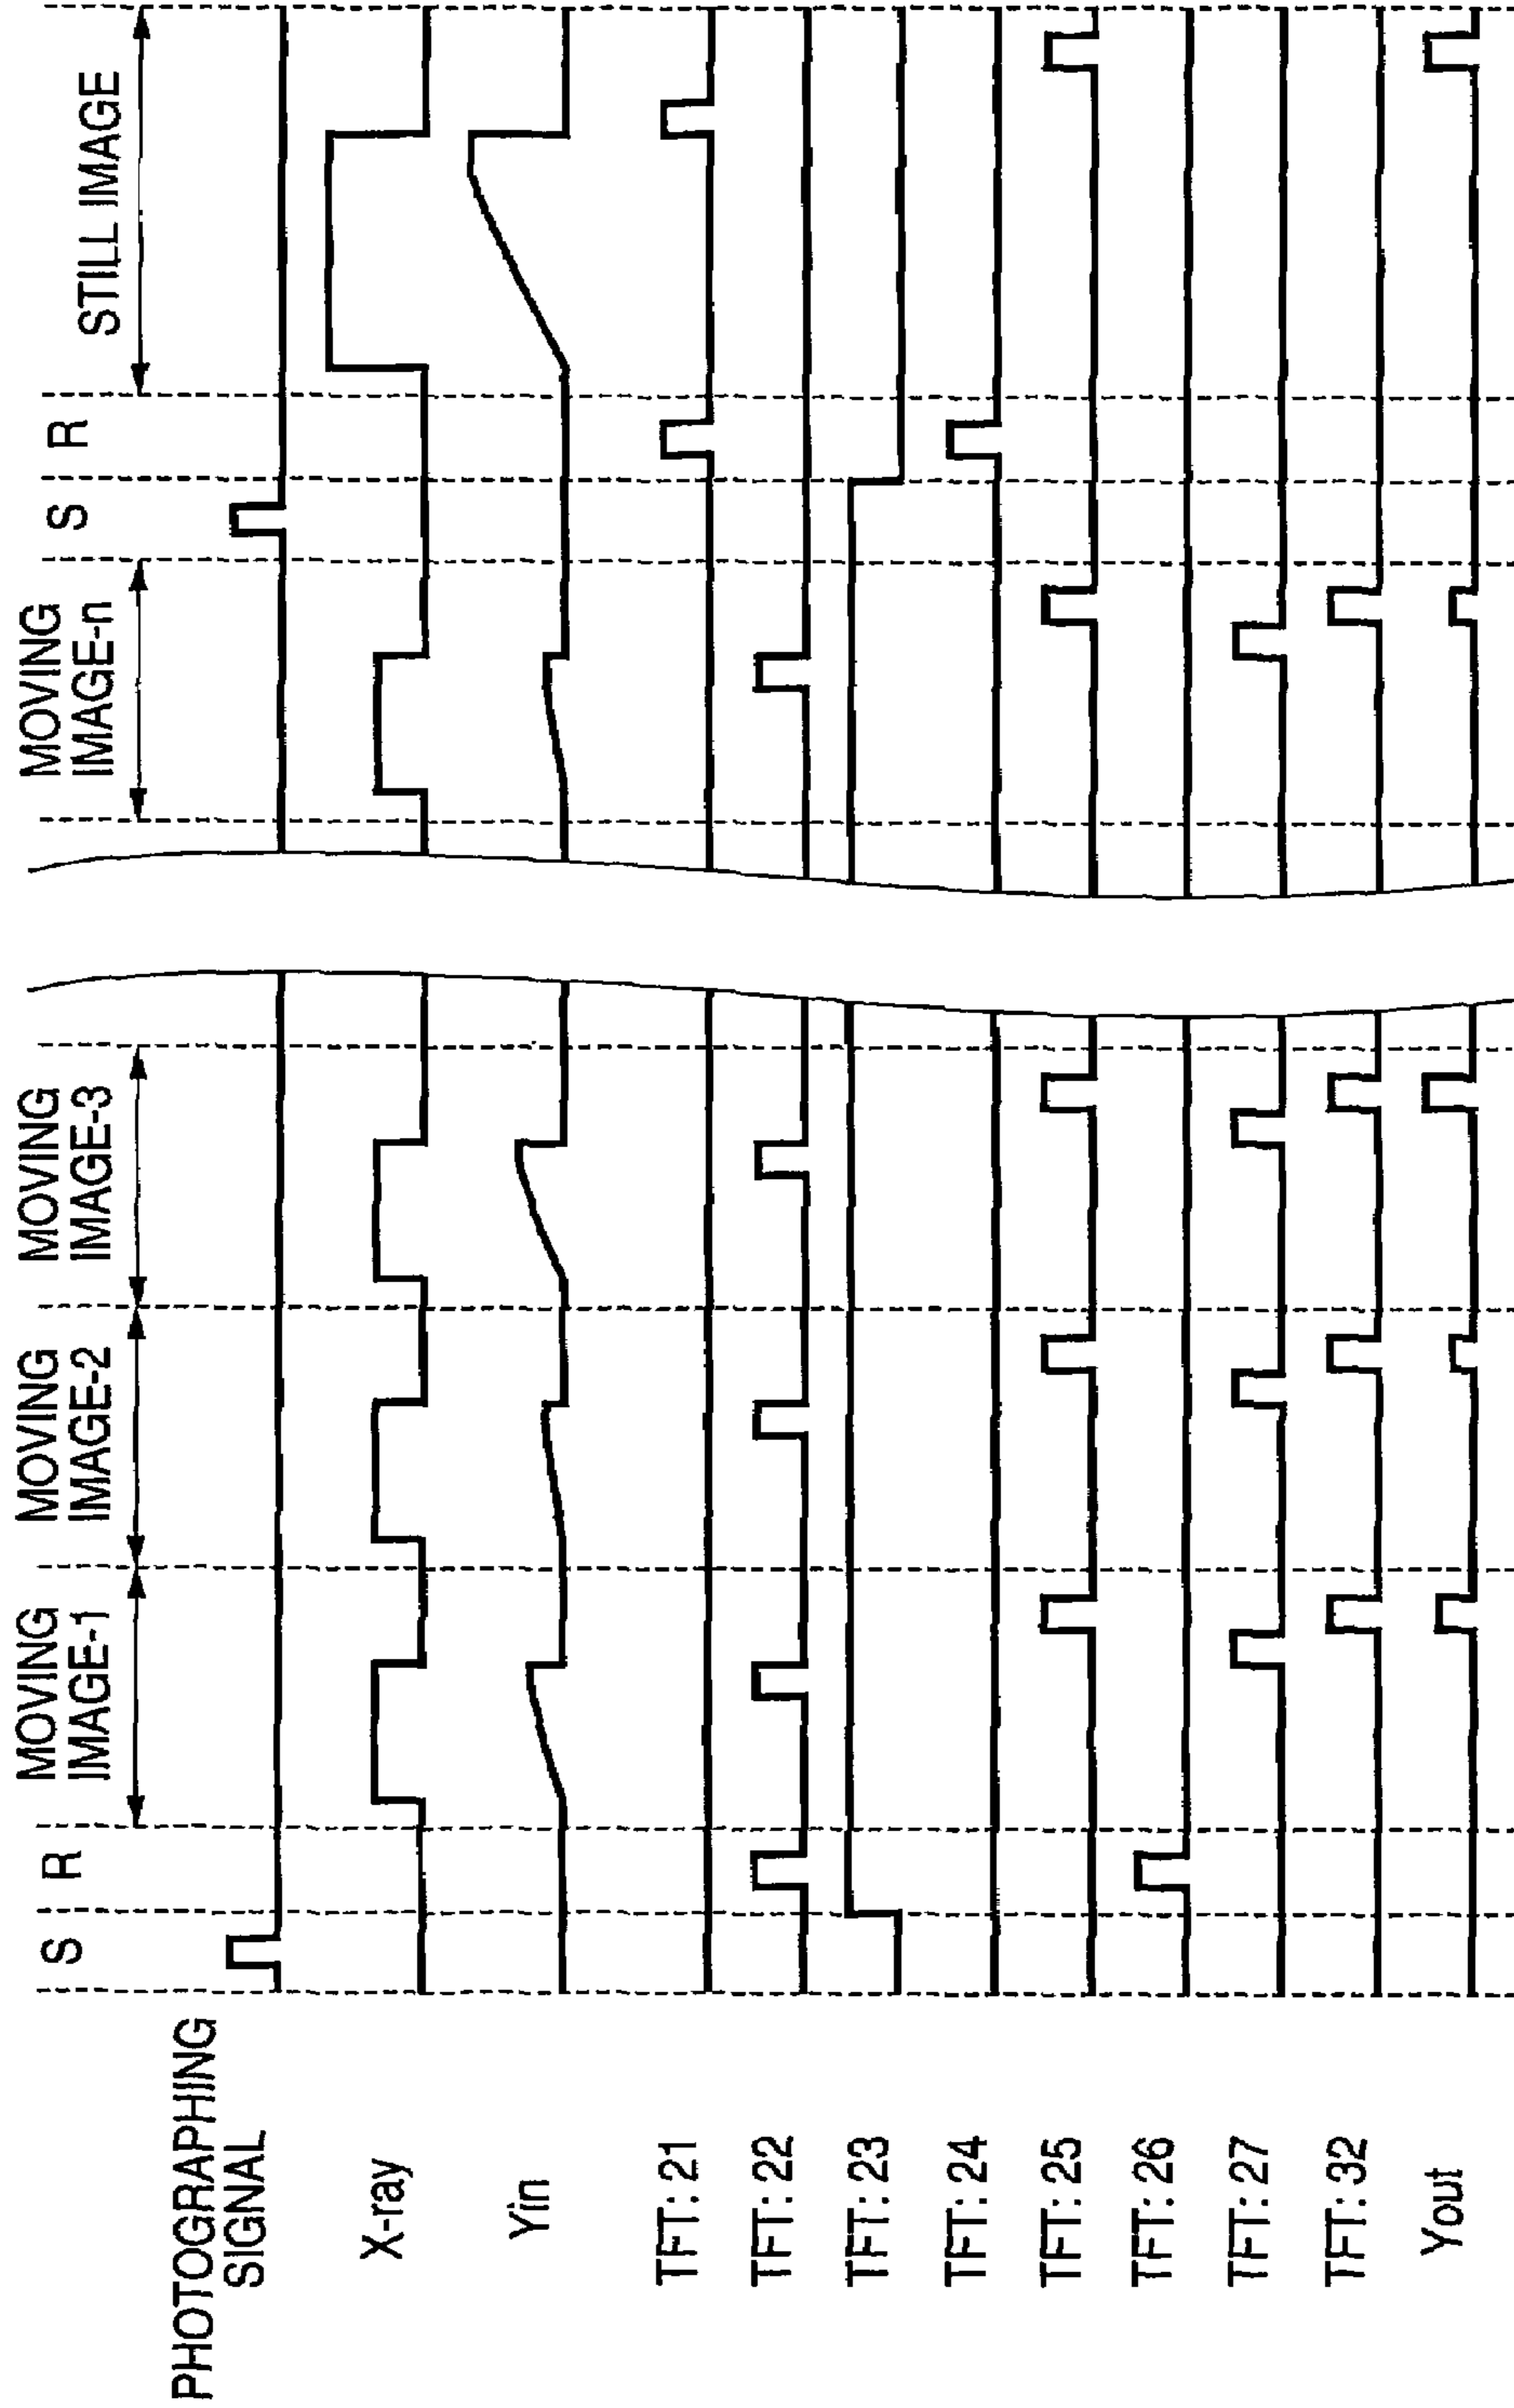 S
R
MOVING
IMAGE-1
MOVING
IMAGE-2
MOVING
IMAGE-3
MOVING
IMAGE-n
S
R
STILL IMAGE
PHOTOGRAPHING
SIGNAL
X-ray
Yin
TFT: 21
TFT: 22
TFT: 23
TFT: 24
TFT: 25
TFT: 26
TFT: 27
TFT: 32
Yout